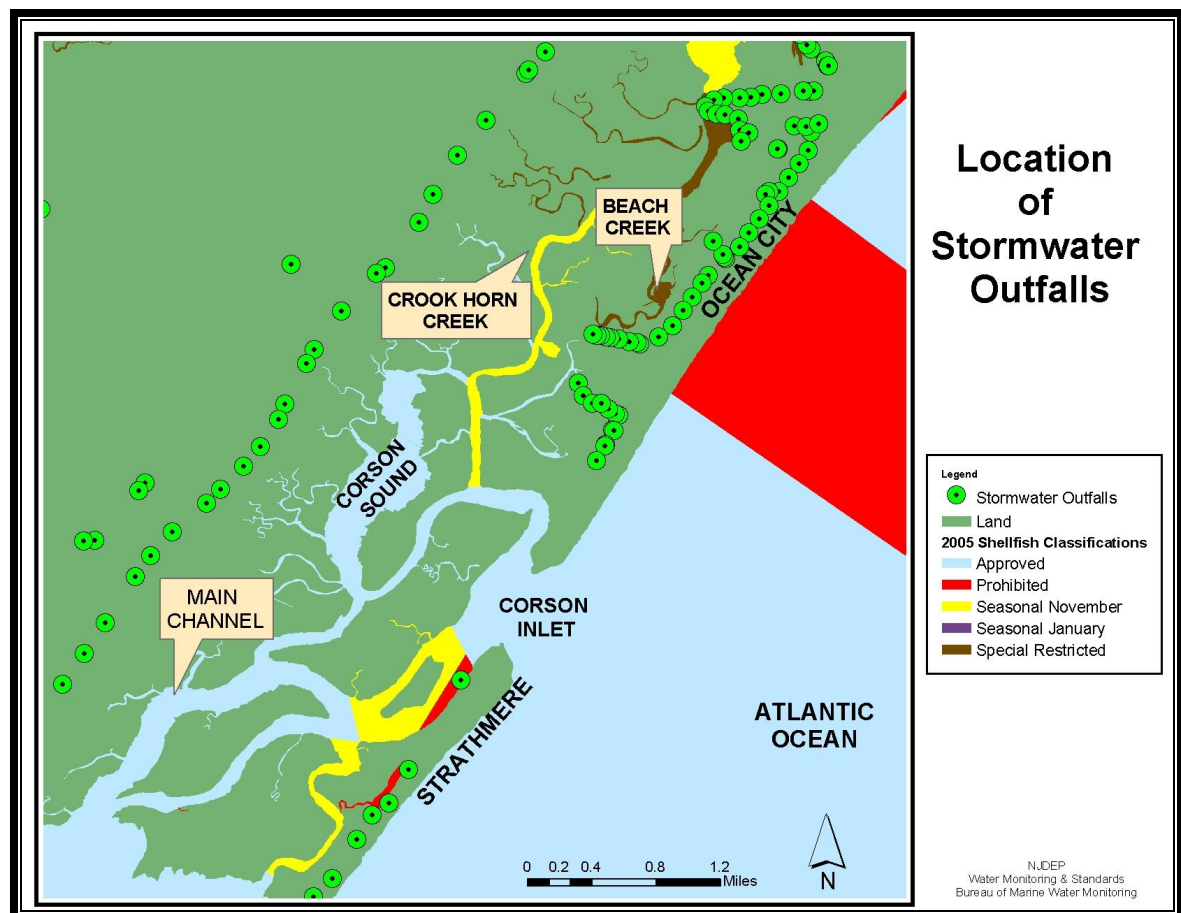 Location
of
Stormwater
Outfalls
BEACH
CREEK
CROOK HORN
CREEK
OCEAN CITY
CORSON
SOUND
MAIN
CHANNEL
CORSON
INLET
STRATHMERE
ATLANTIC
OCEAN
Legend
Stormwater Outfalls
Land
2005 Shellfish Classifications
Approved
Prohibited
Seasonal November
Seasonal January
Special Restricted
0 0.2 0.4 0.8 1.2
Miles
N
NJDEP
Water Monitoring & Standards
Bureau of Marine Water Monitoring